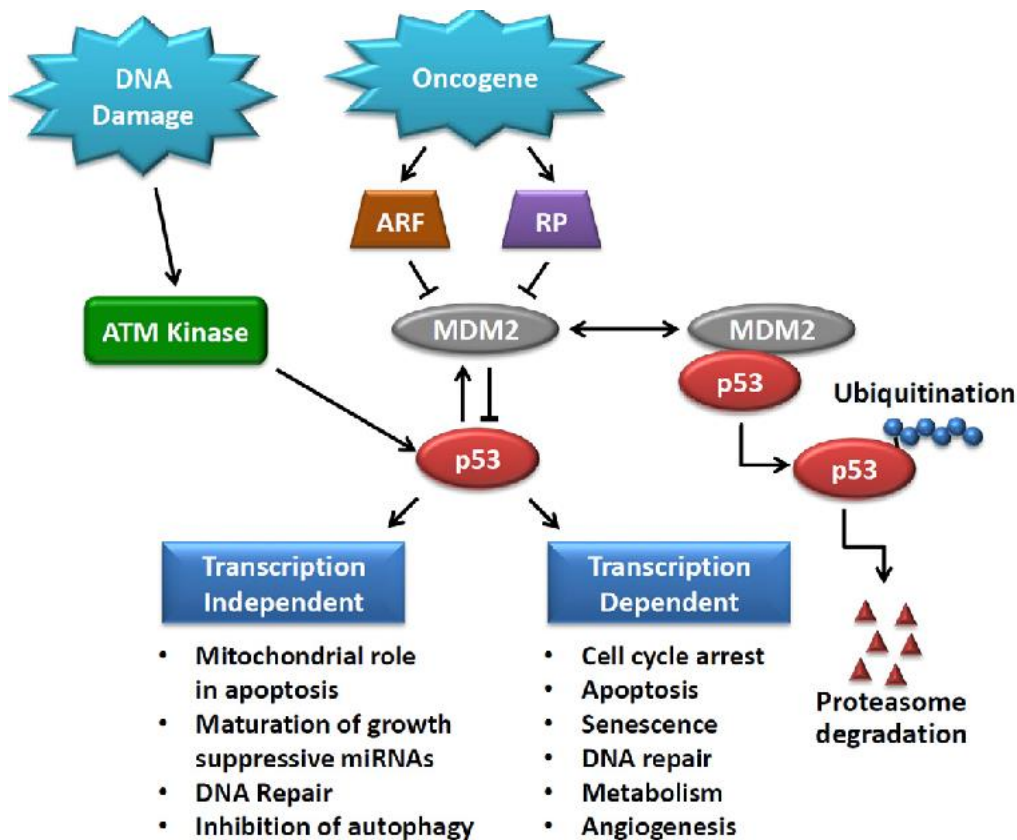 DNA
Damage
Oncogene
ARF
RP
ATM Kinase
MDM2
MDM2
p53
Ubiquitination
p53
p53
Transcription
Independent
• Mitochondrial role
in apoptosis
• Maturation of growth
suppressive miRNAs
• DNA Repair
• Inhibition of autophagy
Transcription
Dependent
• Cell cycle arrest
• Apoptosis
• Senescence
• DNA repair
• Metabolism
• Angiogenesis
Proteasome
degradation